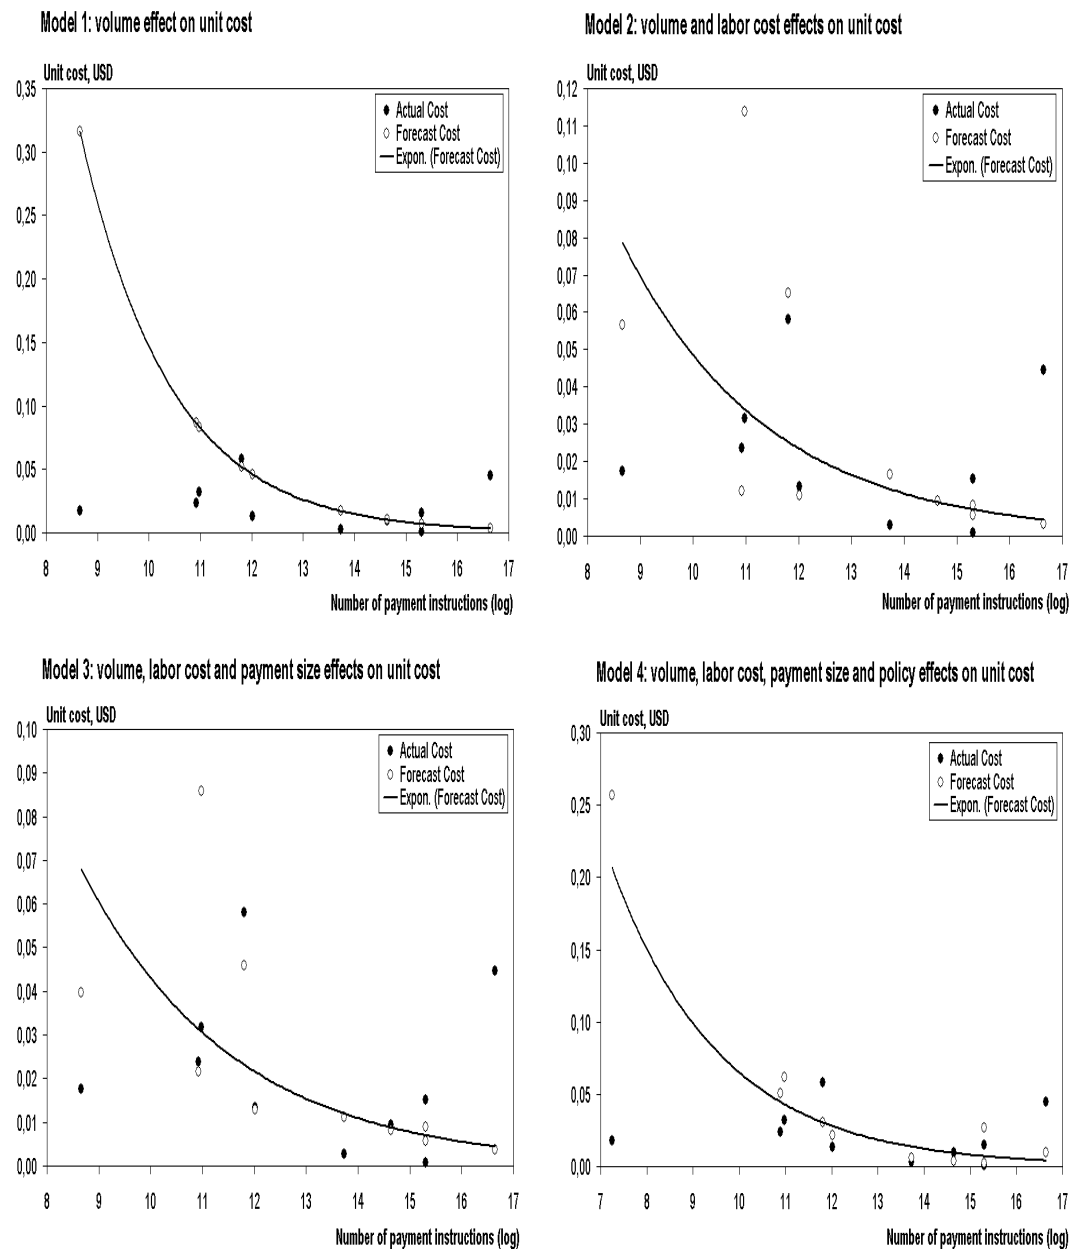 Model 1: volume effect on unit cost
Unit cost, USD
0,35
0,30
0,25
0,20
0,15
0,10
0,05
0,00
Actual Cost
Forecast Cost
Expon. (Forecast Cost)
8 9 10 11 12 13 14 15 16 17
Number of payment instructions (log)
Model 2: volume and labor cost effects on unit cost
Unit cost, USD
0,12
0,11
0,10
0,09
0,08
0,07
0,06
0,05
0,04
0,03
0,02
0,01
0,00
Actual Cost
Forecast Cost
Expon. (Forecast Cost)
8 9 10 11 12 13 14 15 16 17
Number of payment instructions (log)
Model 3: volume, labor cost and payment size effects on unit cost
Unit cost, USD
0,10
0,09
0,08
0,07
0,06
0,05
0,04
0,03
0,02
0,01
0,00
Actual Cost
Forecast Cost
Expon. (Forecast Cost)
8 9 10 11 12 13 14 15 16 17
Number of payment instructions (log)
Model 4: volume, labor cost, payment size and policy effects on unit cost
Unit cost, USD
0,30
0,25
0,20
0,15
0,10
0,05
0,00
Actual Cost
Forecast Cost
Expon. (Forecast Cost)
7 8 9 10 11 12 13 14 15 16 17
Number of payment instructions (log)